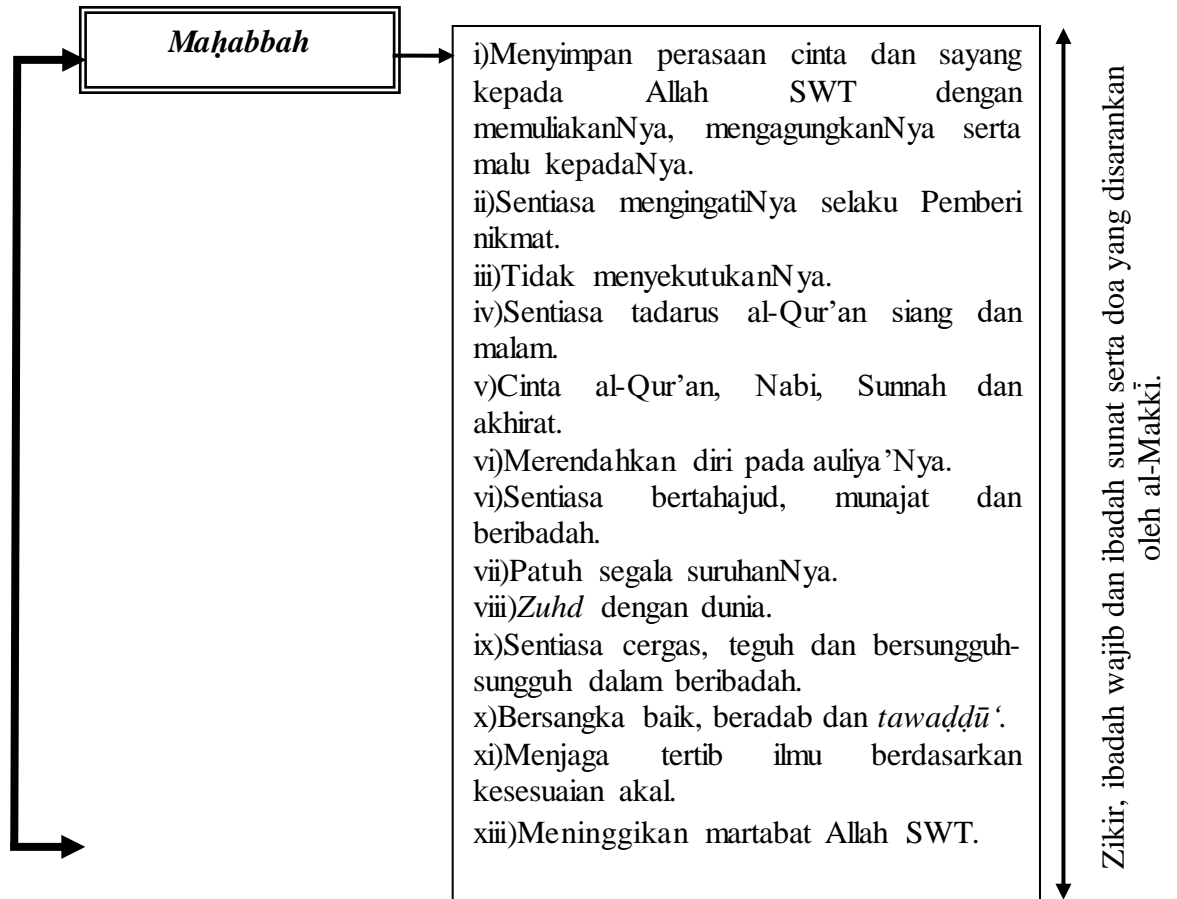 Maḥabbah
i)Menyimpan perasaan cinta dan sayang
kepada Allah SWT dengan
memuliakanNya, mengagungkanNya serta
malu kepadaNya.
ii)Sentiasa mengingatiNya selaku Pemberi
nikmat.
iii)Tidak menyekutukanNya.
iv)Sentiasa tadarus al-Qur’an siang dan
malam.
v)Cinta al-Qur’an, Nabi, Sunnah dan
akhirat.
vi)Merendahkan diri pada auliya’Nya.
vi)Sentiasa bertahajud, munajat dan
beribadah.
vii)Patuh segala suruhanNya.
viii)Zuhd dengan dunia.
ix)Sentiasa cergas, teguh dan bersungguh-
sungguh dalam beribadah.
x)Bersangka baik, beradab dan tawaḍḍū‘.
xi)Menjaga tertib ilmu berdasarkan
kesesuaian akal.
xiii)Meninggikan martabat Allah SWT.
Zikir, ibadah wajib dan ibadah sunat serta doa yang disarankan
oleh al-Makkī.